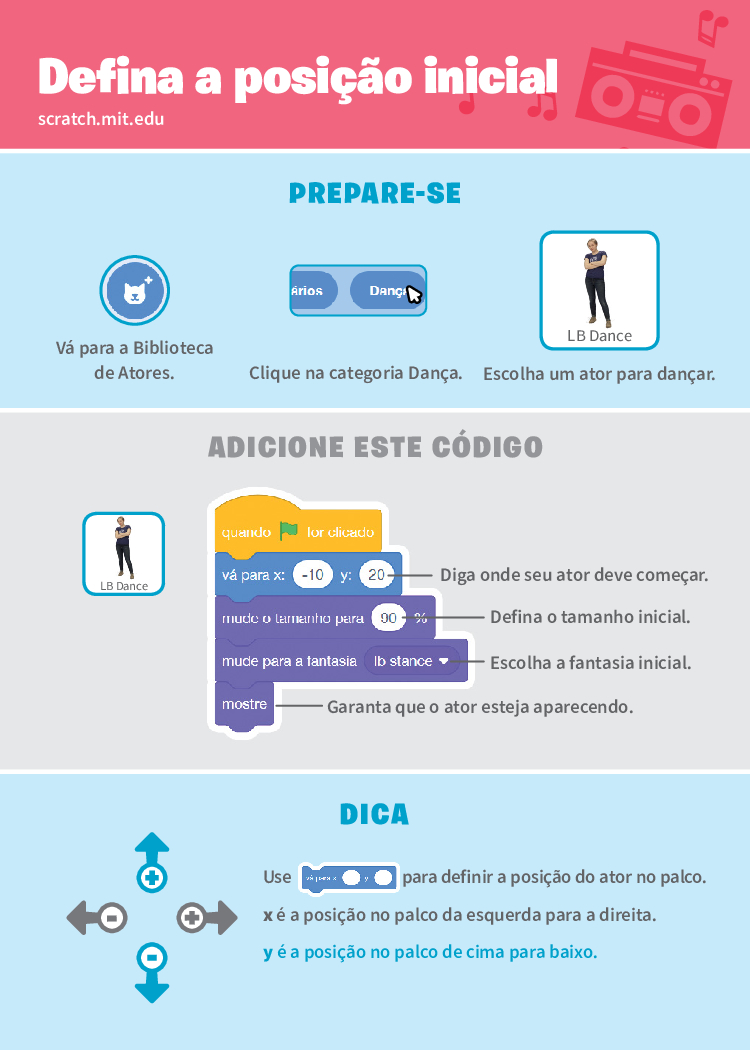 Defina a posição inicial
scratch.mit.edu
PREPARE-SE
ários Dança
LB Dance
Vá para a Biblioteca
de Atores.
Clique na categoria Dança.
Escolha um ator para dançar.
ADICIONE ESTE CÓDIGO
LB Dance
quando for clicado
vá para x: -10 y: 20
Diga onde seu ator deve começar.
mude o tamanho para 90 %
Defina o tamanho inicial.
mude para a fantasia lb stance
Escolha a fantasia inicial.
mostre
Garanta que o ator esteja aparecendo.
DICA
Use vá para x y para definir a posição do ator no palco.
x é a posição no palco da esquerda para a direita.
y é a posição no palco de cima para baixo.